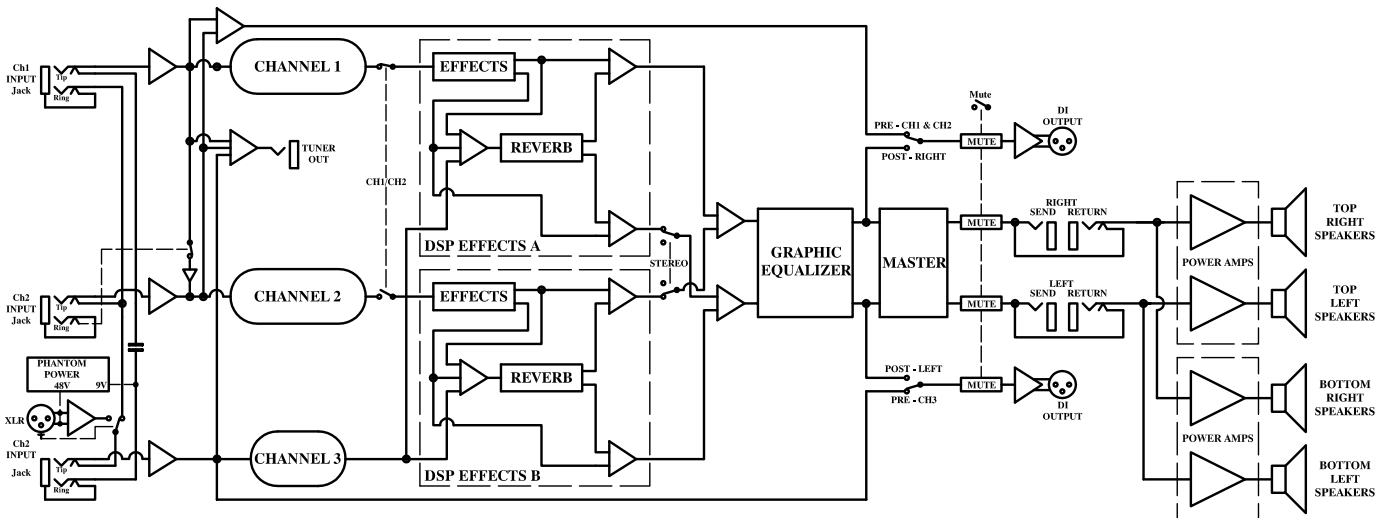 Ch1
INPUT
Jack
Tip
Ring
CHANNEL 1
TUNER
OUT
CH1/CH2
EFFECTS
REVERB
DSP EFFECTS A
STEREO
Ch2
INPUT
Jack
Tip
Ring
CHANNEL 2
EFFECTS
REVERB
DSP EFFECTS B
PHANTOM
POWER
48V
9V
XLR
Ch2
INPUT
Jack
Tip
Ring
CHANNEL 3
GRAPHIC
EQUALIZER
MASTER
PRE - CH1 & CH2
POST - RIGHT
Mute
MUTE
DI
OUTPUT
MUTE
RIGHT
SEND
RETURN
MUTE
LEFT
SEND
RETURN
POST - LEFT
PRE - CH3
MUTE
DI
OUTPUT
POWER AMPS
POWER AMPS
TOP
RIGHT
SPEAKERS
TOP
LEFT
SPEAKERS
BOTTOM
RIGHT
SPEAKERS
BOTTOM
LEFT
SPEAKERS